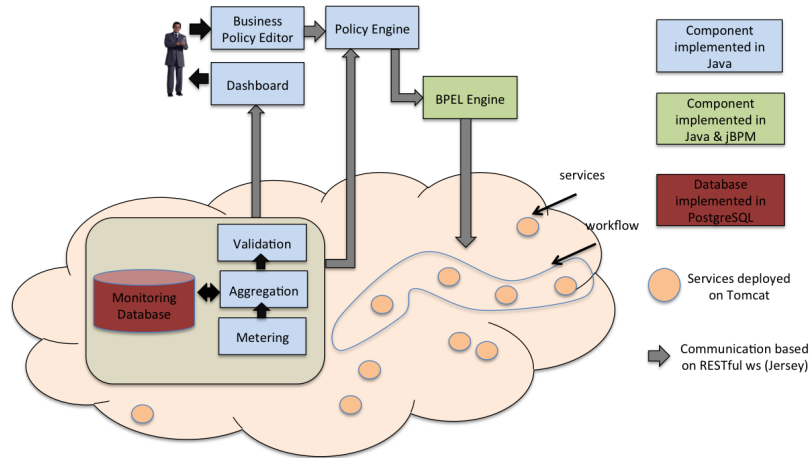 Business
Policy Editor
Policy Engine
Dashboard
BPEL Engine
Component
implemented in
Java
Component
implemented in
Java & jBPM
Database
implemented in
PostgreSQL
services
workflow
Validation
Aggregation
Metering
Monitoring
Database
Services deployed
on Tomcat
Communication based
on RESTful ws (Jersey)